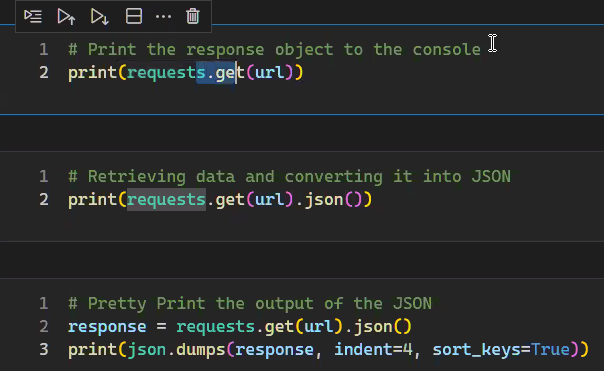 1 # Print the response object to the console
2 print(requests.get(url))
1 # Retrieving data and converting it into JSON
2 print(requests.get(url).json())
1 # Pretty Print the output of the JSON
2 response = requests.get(url).json()
3 print(json.dumps(response, indent=4, sort_keys=True))